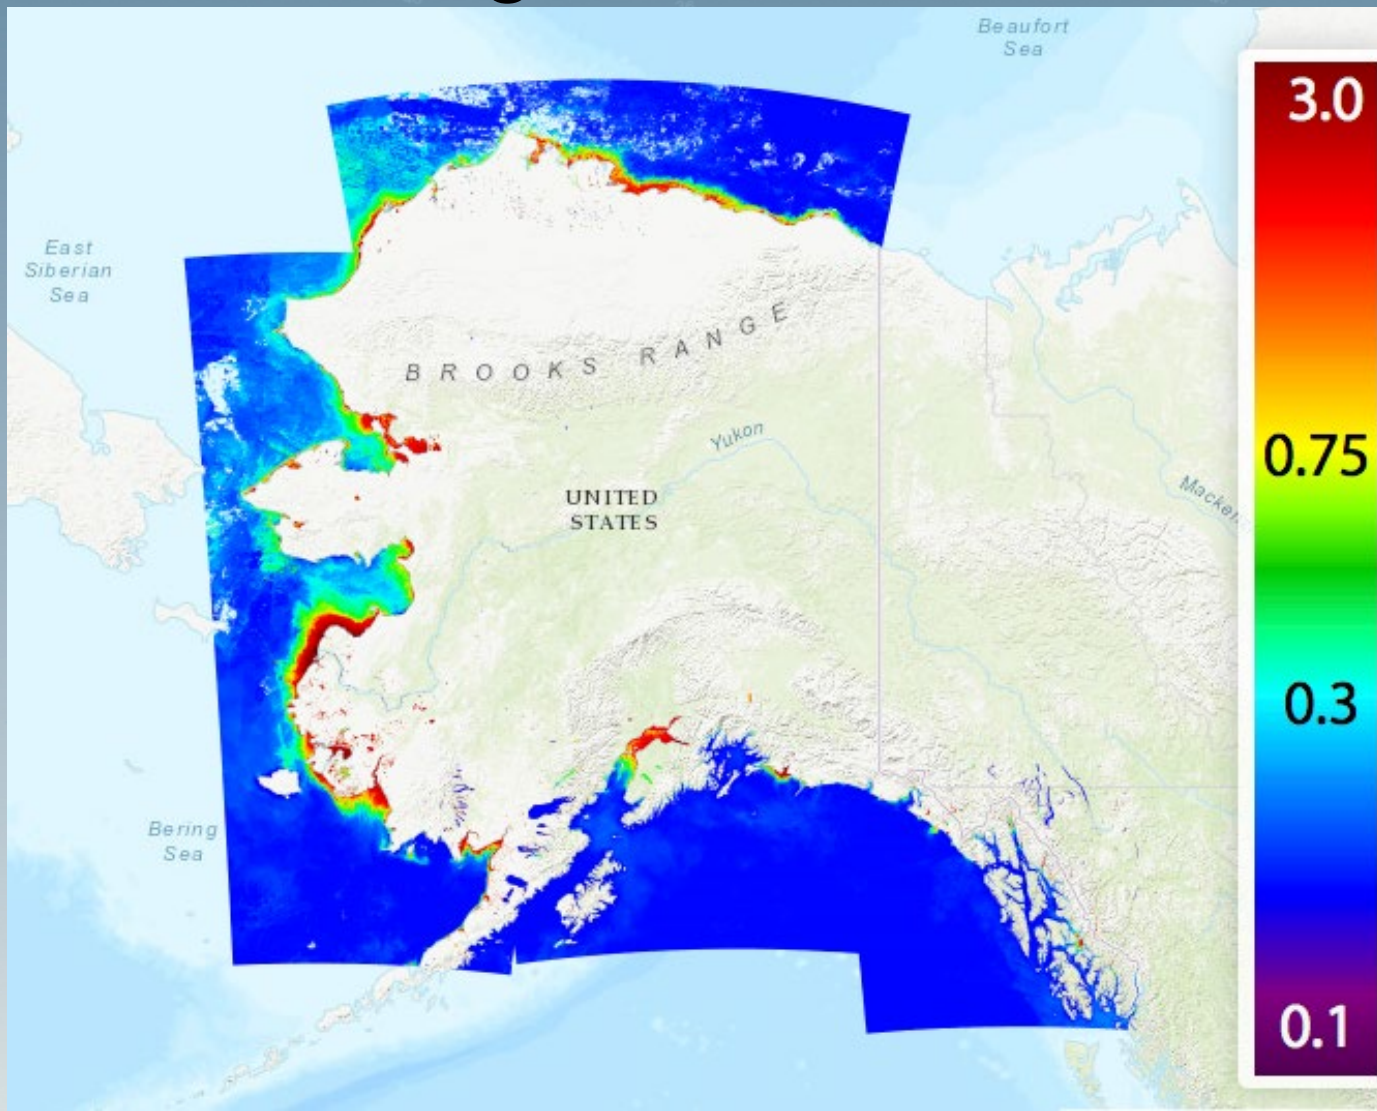 Beaufort
Sea
3.0
East
Siberian
Sea
BROOKS RANGE
Yukon
0.75
UNITED
STATES
0.3
Bering
Sea
0.1